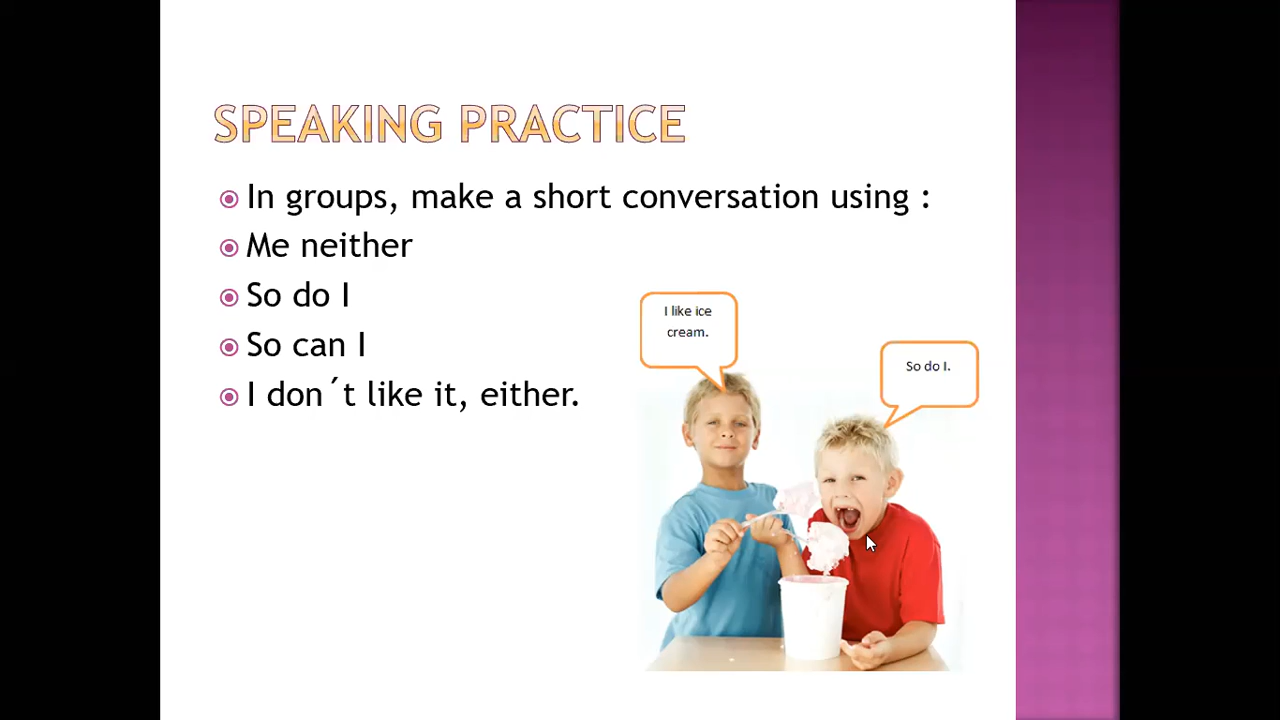 SPEAKING PRACTICE
In groups, make a short conversation using :
Me neither
So do I
So can I
I don´t like it, either.
I like ice
cream.
So do I.